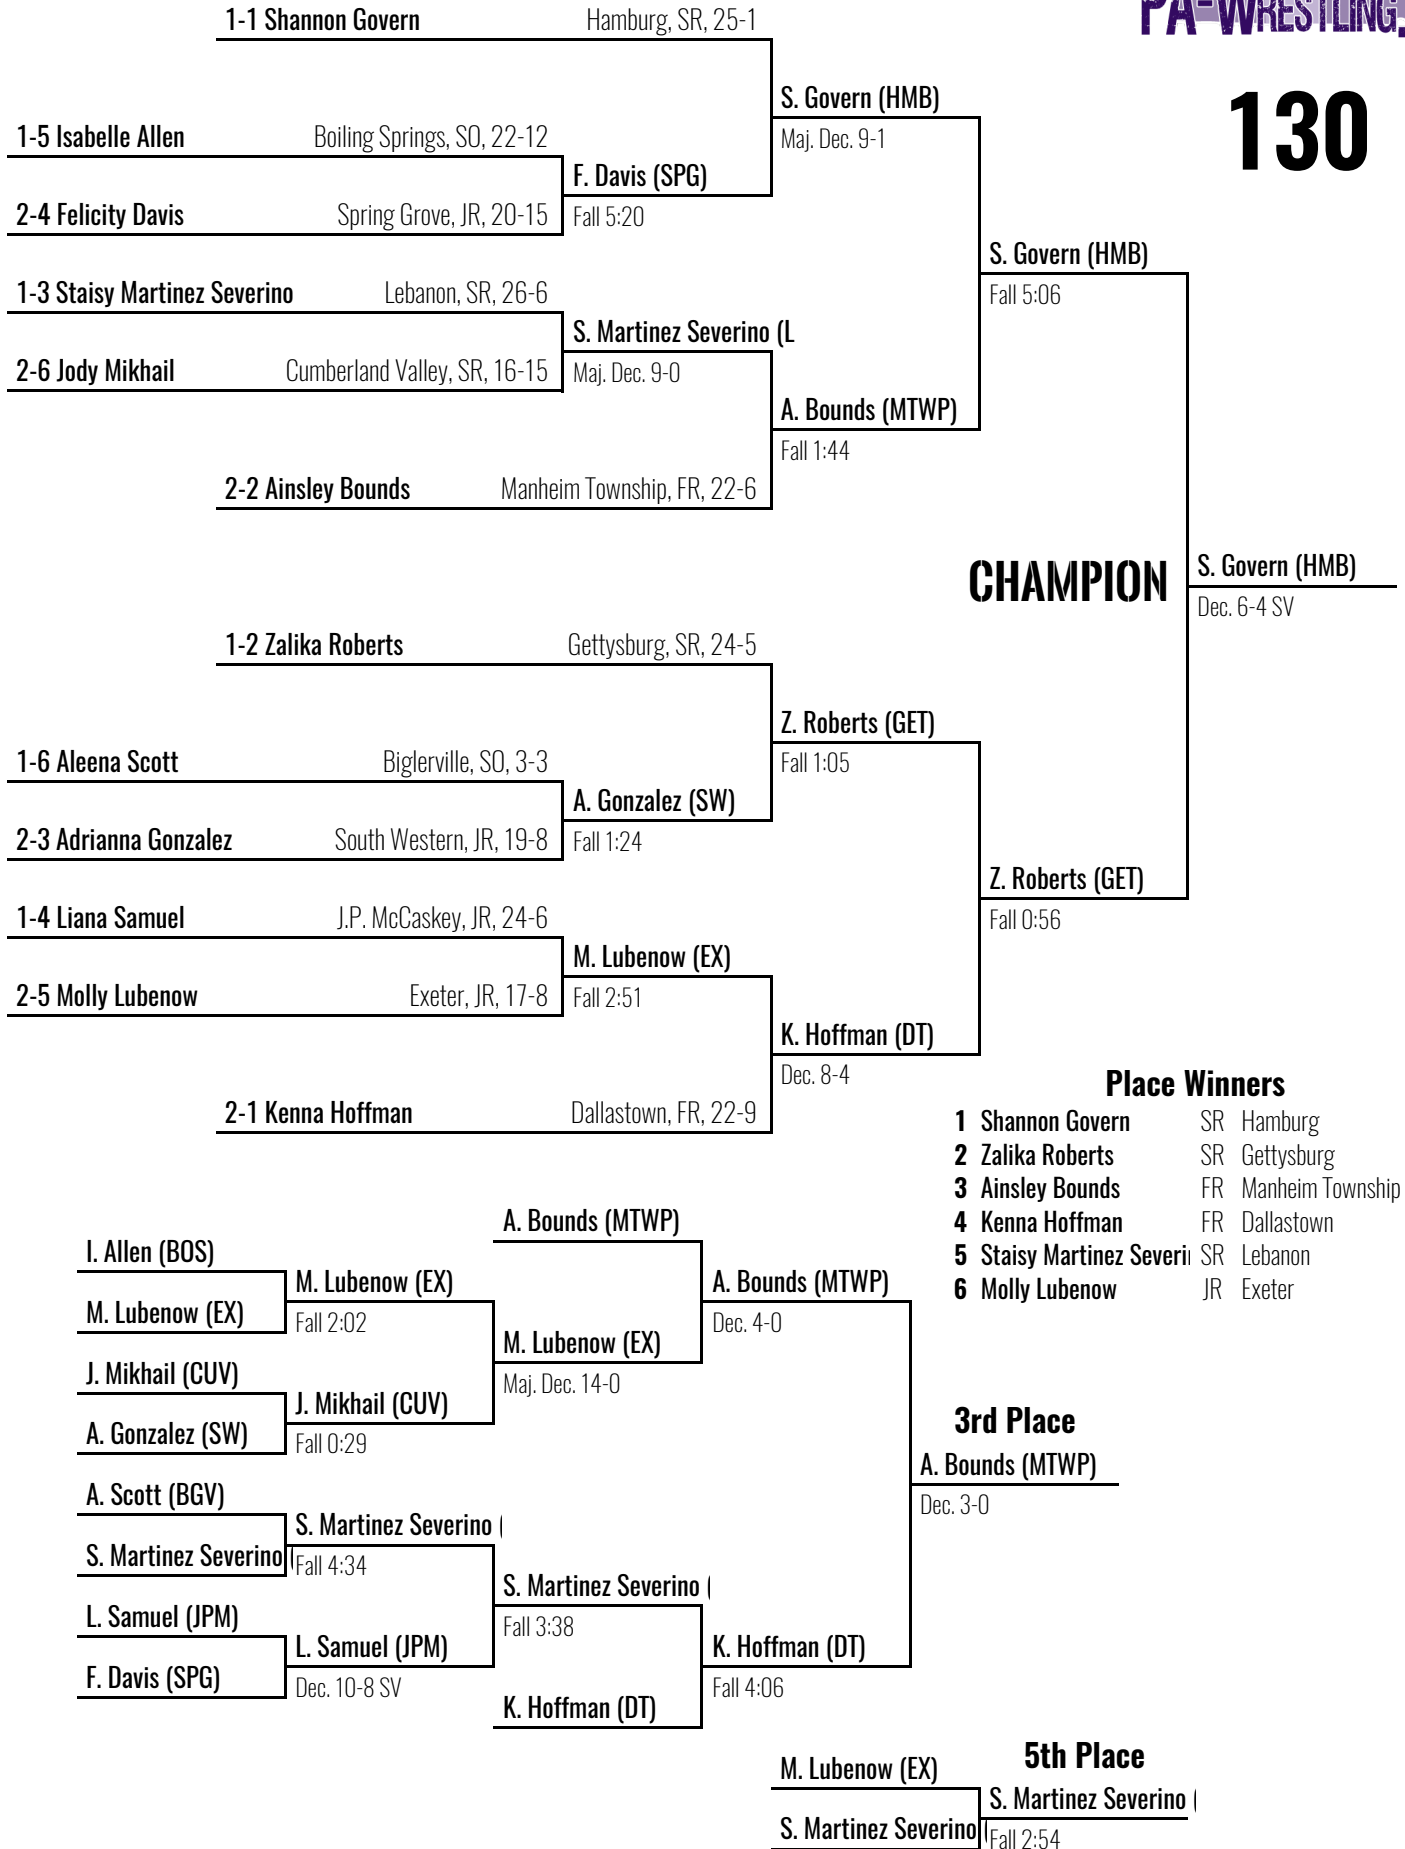 PA-WRESTLING.
130
1-1 Shannon Govern Hamburg, SR, 25-1
S. Govern (HMB)
Maj. Dec. 9-1
1-5 Isabelle Allen Boiling Springs, SO, 22-12
F. Davis (SPG)
Fall 5:20
2-4 Felicity Davis Spring Grove, JR, 20-15
S. Govern (HMB)
Fall 5:06
1-3 Staisy Martinez Severino Lebanon, SR, 26-6
S. Martinez Severino (L
Maj. Dec. 9-0
2-6 Jody Mikhail Cumberland Valley, SR, 16-15
A. Bounds (MTWP)
Fall 1:44
2-2 Ainsley Bounds Manheim Township, FR, 22-6
CHAMPION
S. Govern (HMB)
Dec. 6-4 SV
1-2 Zalika Roberts Gettysburg, SR, 24-5
Z. Roberts (GET)
Fall 1:05
1-6 Aleena Scott Biglerville, SO, 3-3
A. Gonzalez (SW)
Fall 1:24
2-3 Adrianna Gonzalez South Western, JR, 19-8
Z. Roberts (GET)
Fall 0:56
1-4 Liana Samuel J.P. McCaskey, JR, 24-6
M. Lubenow (EX)
Fall 2:51
2-5 Molly Lubenow Exeter, JR, 17-8
K. Hoffman (DT)
Dec. 8-4
2-1 Kenna Hoffman Dallastown, FR, 22-9
Place Winners
1 Shannon Govern SR Hamburg
2 Zalika Roberts SR Gettysburg
3 Ainsley Bounds FR Manheim Township
4 Kenna Hoffman FR Dallastown
5 Staisy Martinez Severi SR Lebanon
6 Molly Lubenow JR Exeter
A. Bounds (MTWP)
I. Allen (BOS)
M. Lubenow (EX)
A. Bounds (MTWP)
M. Lubenow (EX)
Fall 2:02
Dec. 4-0
M. Lubenow (EX)
J. Mikhail (CUV)
Maj. Dec. 14-0
J. Mikhail (CUV)
A. Gonzalez (SW)
Fall 0:29
3rd Place
A. Bounds (MTWP)
Dec. 3-0
A. Scott (BGV)
S. Martinez Severino (
S. Martinez Severino (
Fall 4:34
S. Martinez Severino (
L. Samuel (JPM)
Fall 3:38
L. Samuel (JPM)
K. Hoffman (DT)
F. Davis (SPG)
Dec. 10-8 SV
Fall 4:06
K. Hoffman (DT)
5th Place
M. Lubenow (EX)
S. Martinez Severino (
S. Martinez Severino (
Fall 2:54